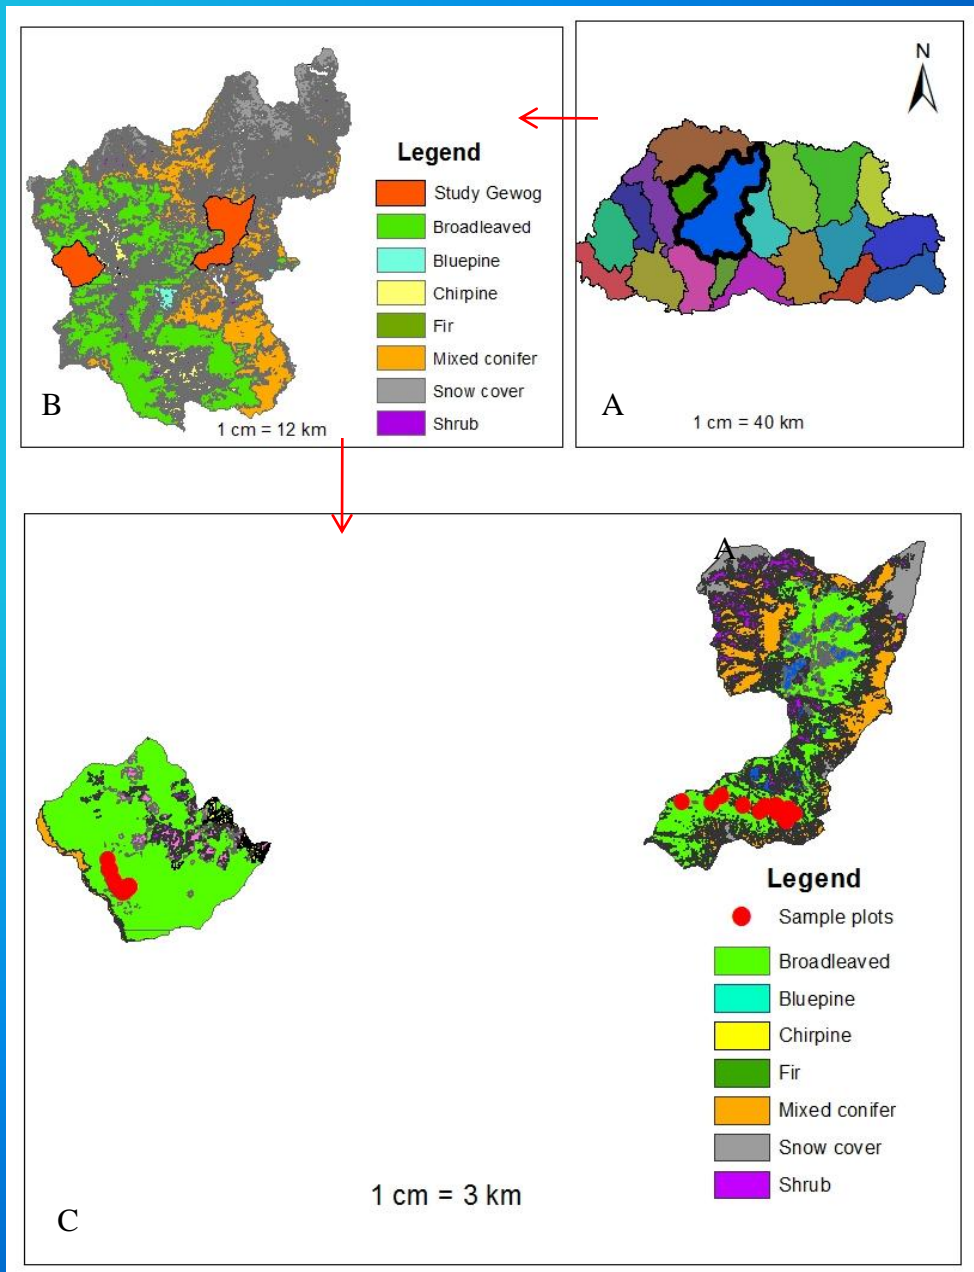 Legend
Study Gewog
Broadleaved
Bluepine
Chirpine
Fir
Mixed conifer
Snow cover
Shrub
B
1 cm = 12 km
N
A
1 cm = 40 km
A
Legend
Sample plots
Broadleaved
Bluepine
Chirpine
Fir
Mixed conifer
Snow cover
Shrub
1 cm = 3 km
C